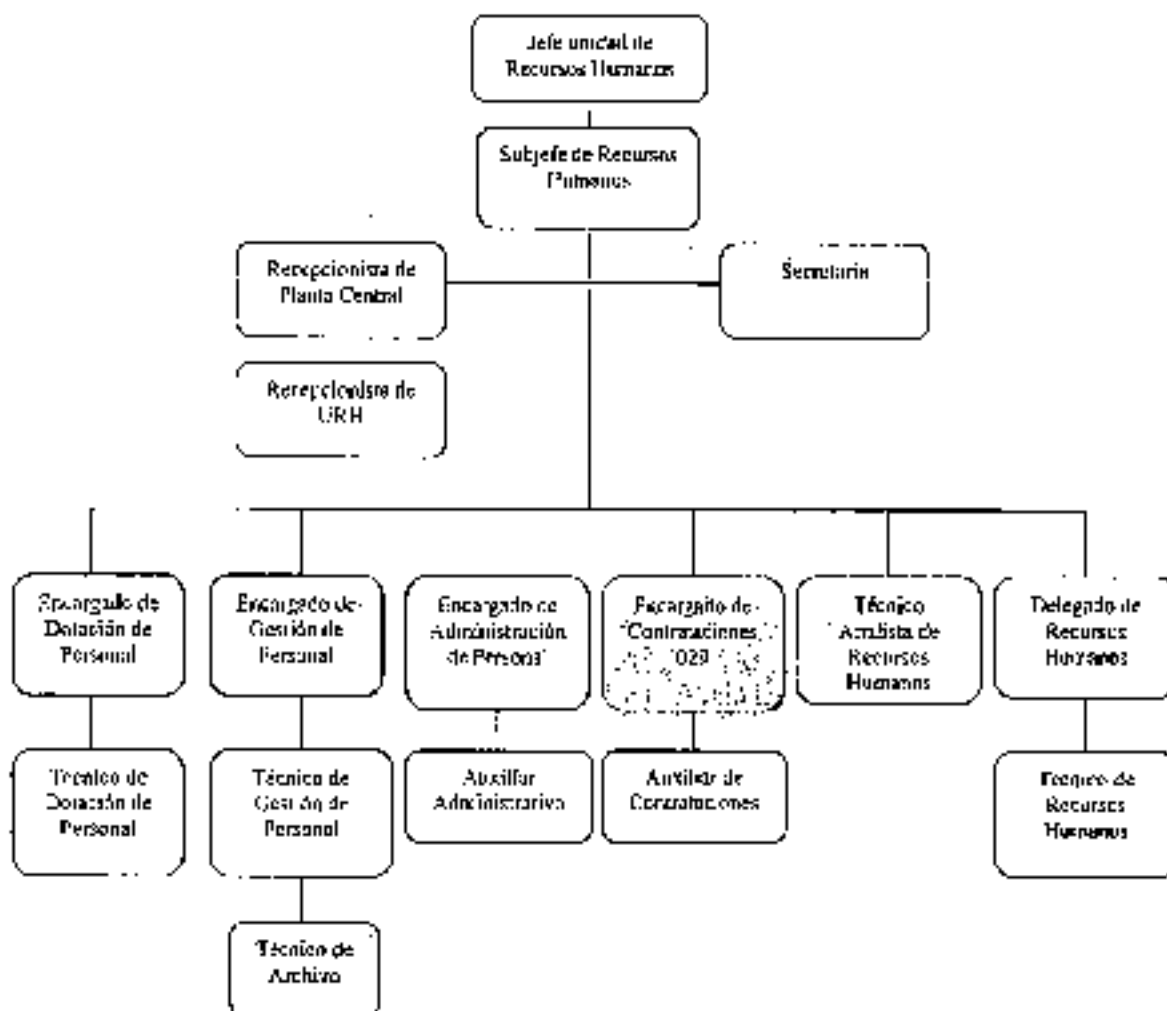 Jefe unidad de
Recursos Humanos
Subjefe de Recursos
Humanos
Recepcionista de
Planta Central
Secretaria
Recepcionista de
URH
Encargado de
Dotación de
Personal
Encargado de
Gestión de
Personal
Encargado de
Administración
de Personal
Encargado de
Contrataciones
029
Técnico
Analista de
Recursos
Humanos
Delegado de
Recursos
Humanos
Técnico de
Dotación de
Personal
Técnico de
Gestión de
Personal
Auxiliar
Administrativo
Auxiliar de
Contrataciones
Técnico de
Recursos
Humanos
Técnico de
Archivo